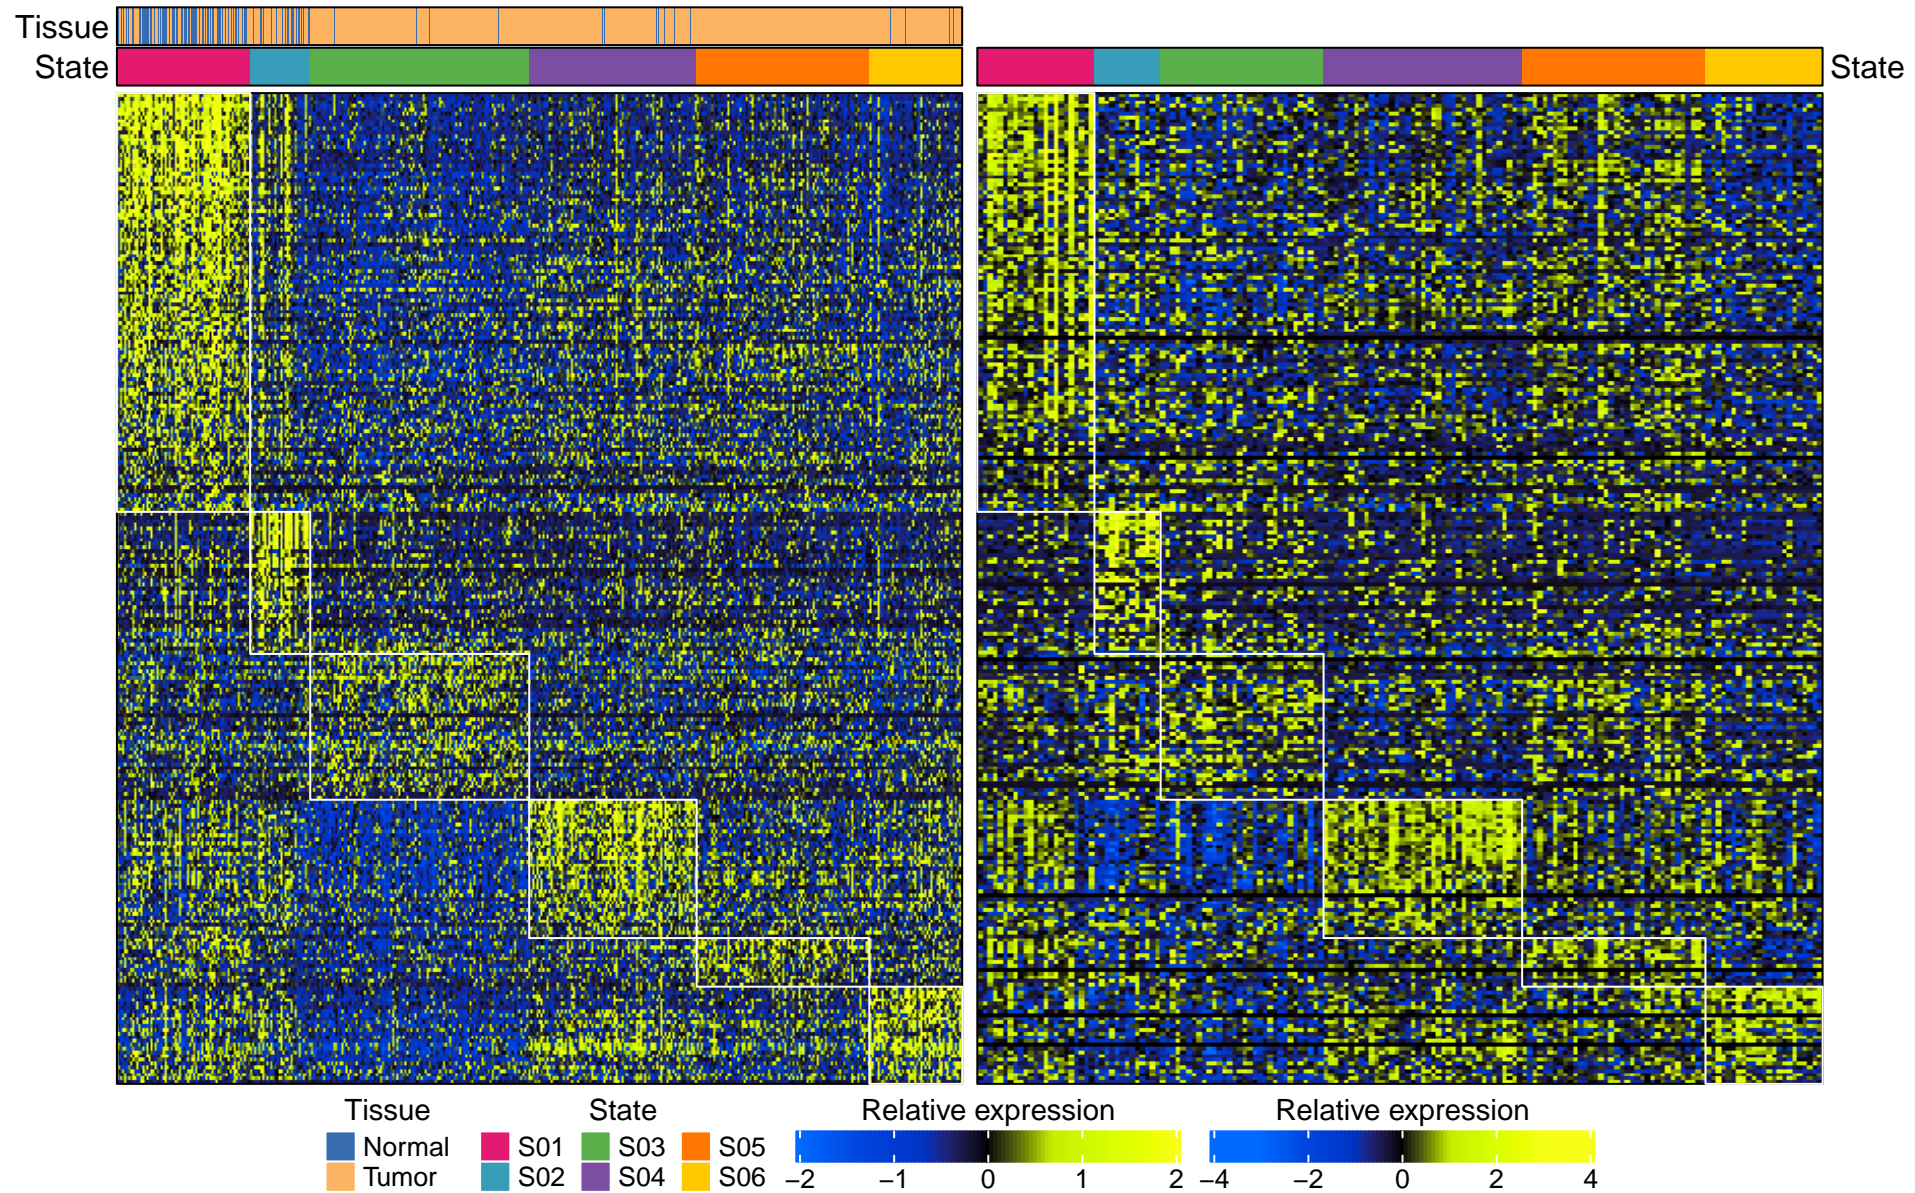 Tissue
State
State
Tissue State Relative expression Relative expression
Normal S01 S03 S05
Tumor S02 S04 S06
−2 −1 0 1 2 −4 −2 0 2 4